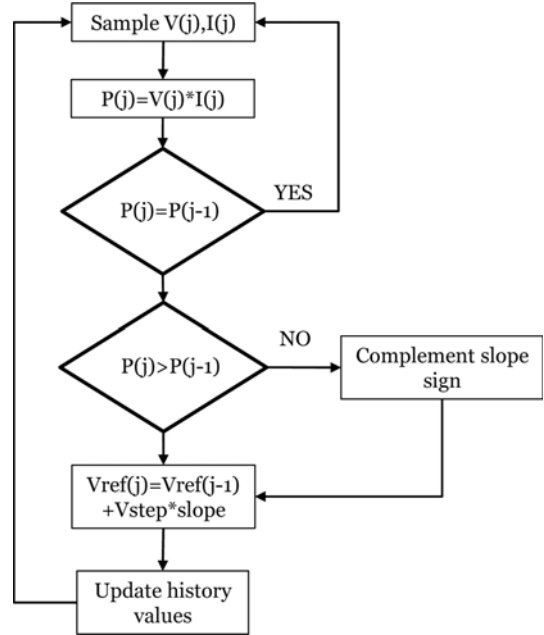 Sample V(j),I(j)
P(j)=V(j)*I(j)
P(j)=P(j-1)
YES
P(j)>P(j-1)
NO
Complement slope
sign
Vref(j)=Vref(j-1)
+Vstep*slope
Update history
values